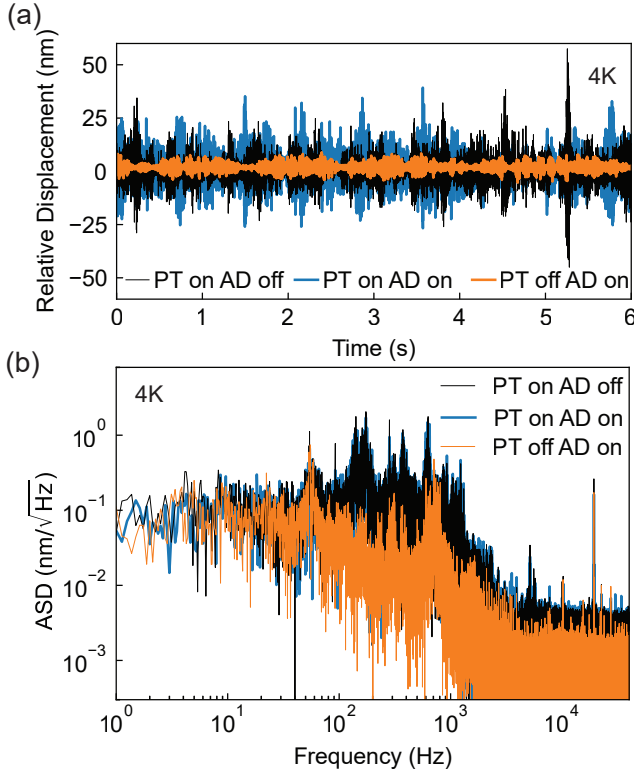 (a)
Relative Displacement (nm)
50
25
0
−25
−50
4K
PT on AD off PT on AD on PT off AD on
0 1 2 3 4 5 6
Time (s)
(b)
ASD (nm/√Hz)
10⁰
10⁻¹
10⁻²
10⁻³
4K
PT on AD off
PT on AD on
PT off AD on
10⁰ 10¹ 10² 10³ 10⁴
Frequency (Hz)